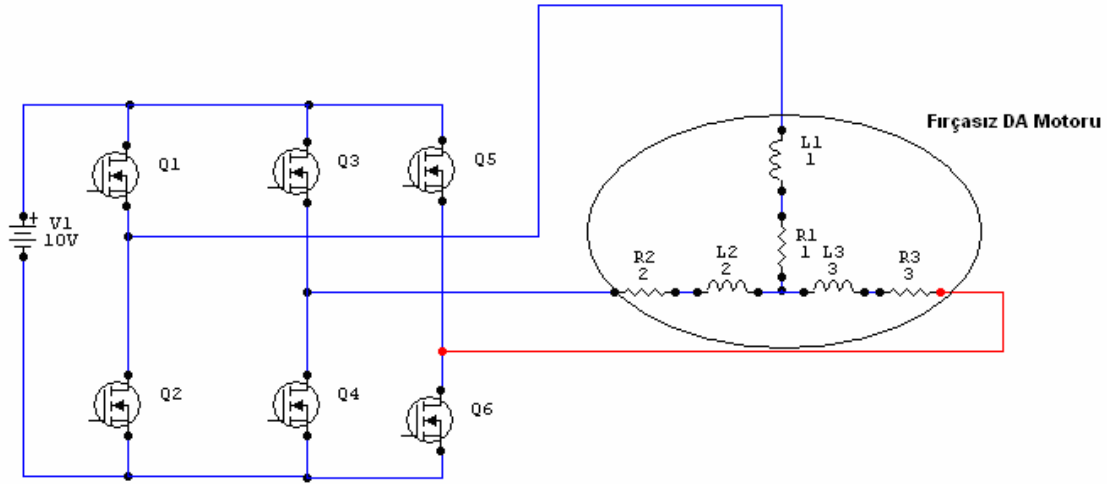 Fırçasız DA Motoru
L1
1
Q1
Q3
Q5
V1
10V
R1
1
R2
2
L2
2
L3
3
R3
3
Q2
Q4
Q6
+